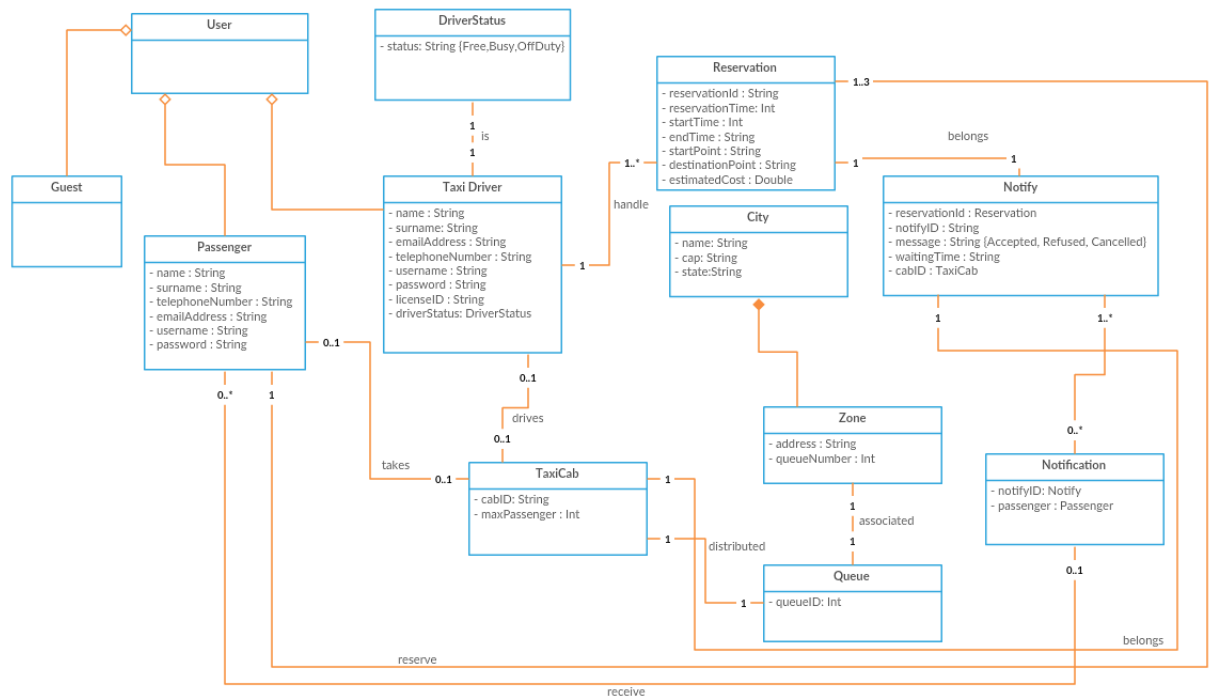 User
DriverStatus
- status: String {Free,Busy,OffDuty}
Reservation
- reservationId : String
- reservationTime: Int
- startTime : Int
- endTime : String
- startPoint : String
- destinationPoint : String
- estimatedCost : Double
1..3
1
is
1
belongs
1
1
1..*
handle
1
Guest
Taxi Driver
- name : String
- surname: String
- emailAddress : String
- telephoneNumber : String
- username : String
- password : String
- licenseID : String
- driverStatus: DriverStatus
Notify
- reservationId : Reservation
- notifyID : String
- message : String {Accepted, Refused, Cancelled}
- waitingTime : String
- cabID : TaxiCab
City
- name: String
- cap: String
- state:String
Passenger
- name : String
- surname : String
- telephoneNumber : String
- emailAddress : String
- username : String
- password : String
1
1..*
0..1
0..1
0..*
1
drives
0..1
takes
0..1
Zone
- address : String
- queueNumber : Int
0..*
Notification
- notifyID: Notify
- passenger : Passenger
TaxiCab
- cabID: String
- maxPassenger : Int
1
1
distributed
1
1
associated
1
0..1
Queue
- queueID: Int
belongs
reserve
receive